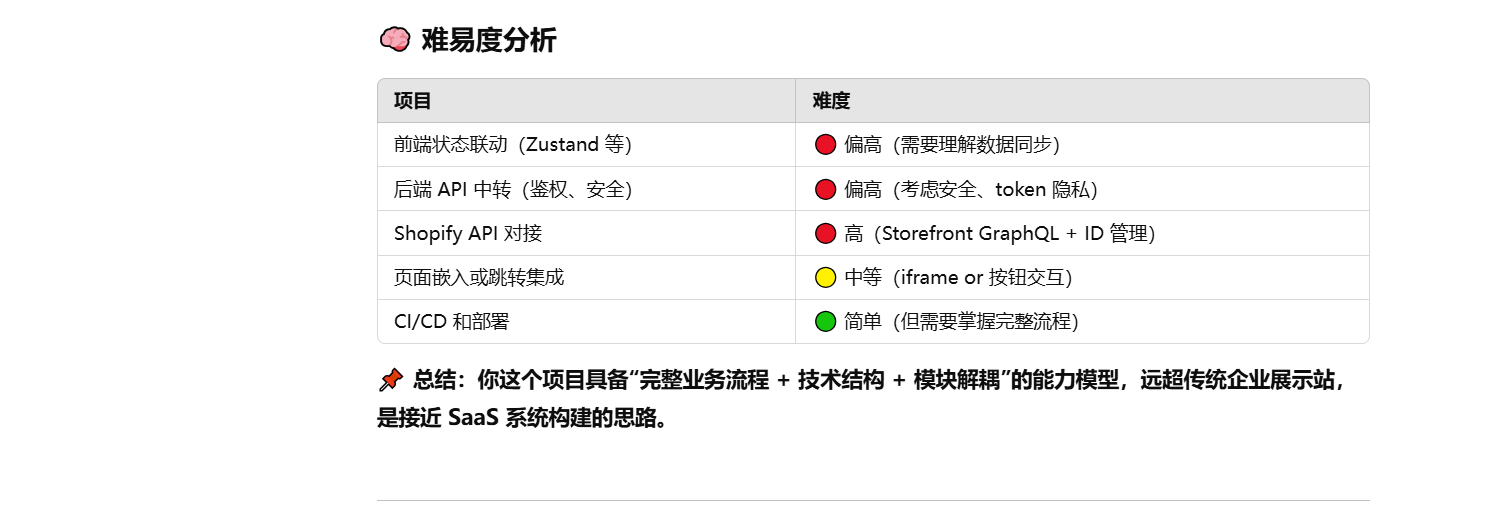 🧠 难易度分析
项目 难度
前端状态联动（Zustand 等） 🔴 偏高（需要理解数据同步）
后端 API 中转（鉴权、安全） 🔴 偏高（考虑安全、token 隐私）
Shopify API 对接 🔴 高（Storefront GraphQL + ID 管理）
页面嵌入或跳转集成 🟡 中等（iframe or 按钮交互）
CI/CD 和部署 🟢 简单（但需要掌握完整流程）
📌 总结：你这个项目具备“完整业务流程 + 技术结构 + 模块解耦”的能力模型，远超传统企业展示站，
是接近 SaaS 系统构建的思路。